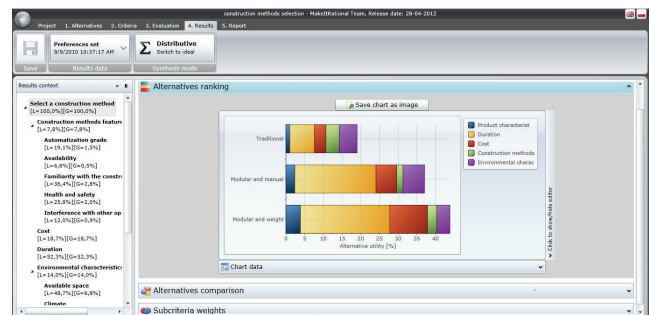 construction methods selection - MakeItRational Team, Release date: 28-04-2012
Project 1. Alternatives 2. Criteria 3. Evaluation 4. Results 5. Report
Preferences set
9/9/2010 10:37:17 AM
Σ Distributive
Switch to ideal
Save Results data Synthesis mode
Results context
Select a construction method
[L=100,0%][G=100,0%]
Construction methods feature
[L=7,8%][G=7,8%]
Automatization grade
[L=19,1%][G=1,5%]
Availability
[L=6,8%][G=0,5%]
Familiarity with the constru
[L=36,4%][G=2,8%]
Health and safety
[L=25,8%][G=2,0%]
Interference with other op
[L=12,0%][G=0,9%]
Cost
[L=18,7%][G=18,7%]
Duration
[L=52,3%][G=52,3%]
Environmental characteristics
[L=14,0%][G=14,0%]
Available space
[L=48,7%][G=6,8%]
Climate
Alternatives ranking
Save chart as image
Traditional
Modular and manual
Modular and weight
0 5 10 15 20 25 30 35 40
Alternative utility [%]
Product characterist
Duration
Cost
Construction methods
Environmental charac
Click to show/hide editor
Chart data
Alternatives comparison
Subcriteria weights